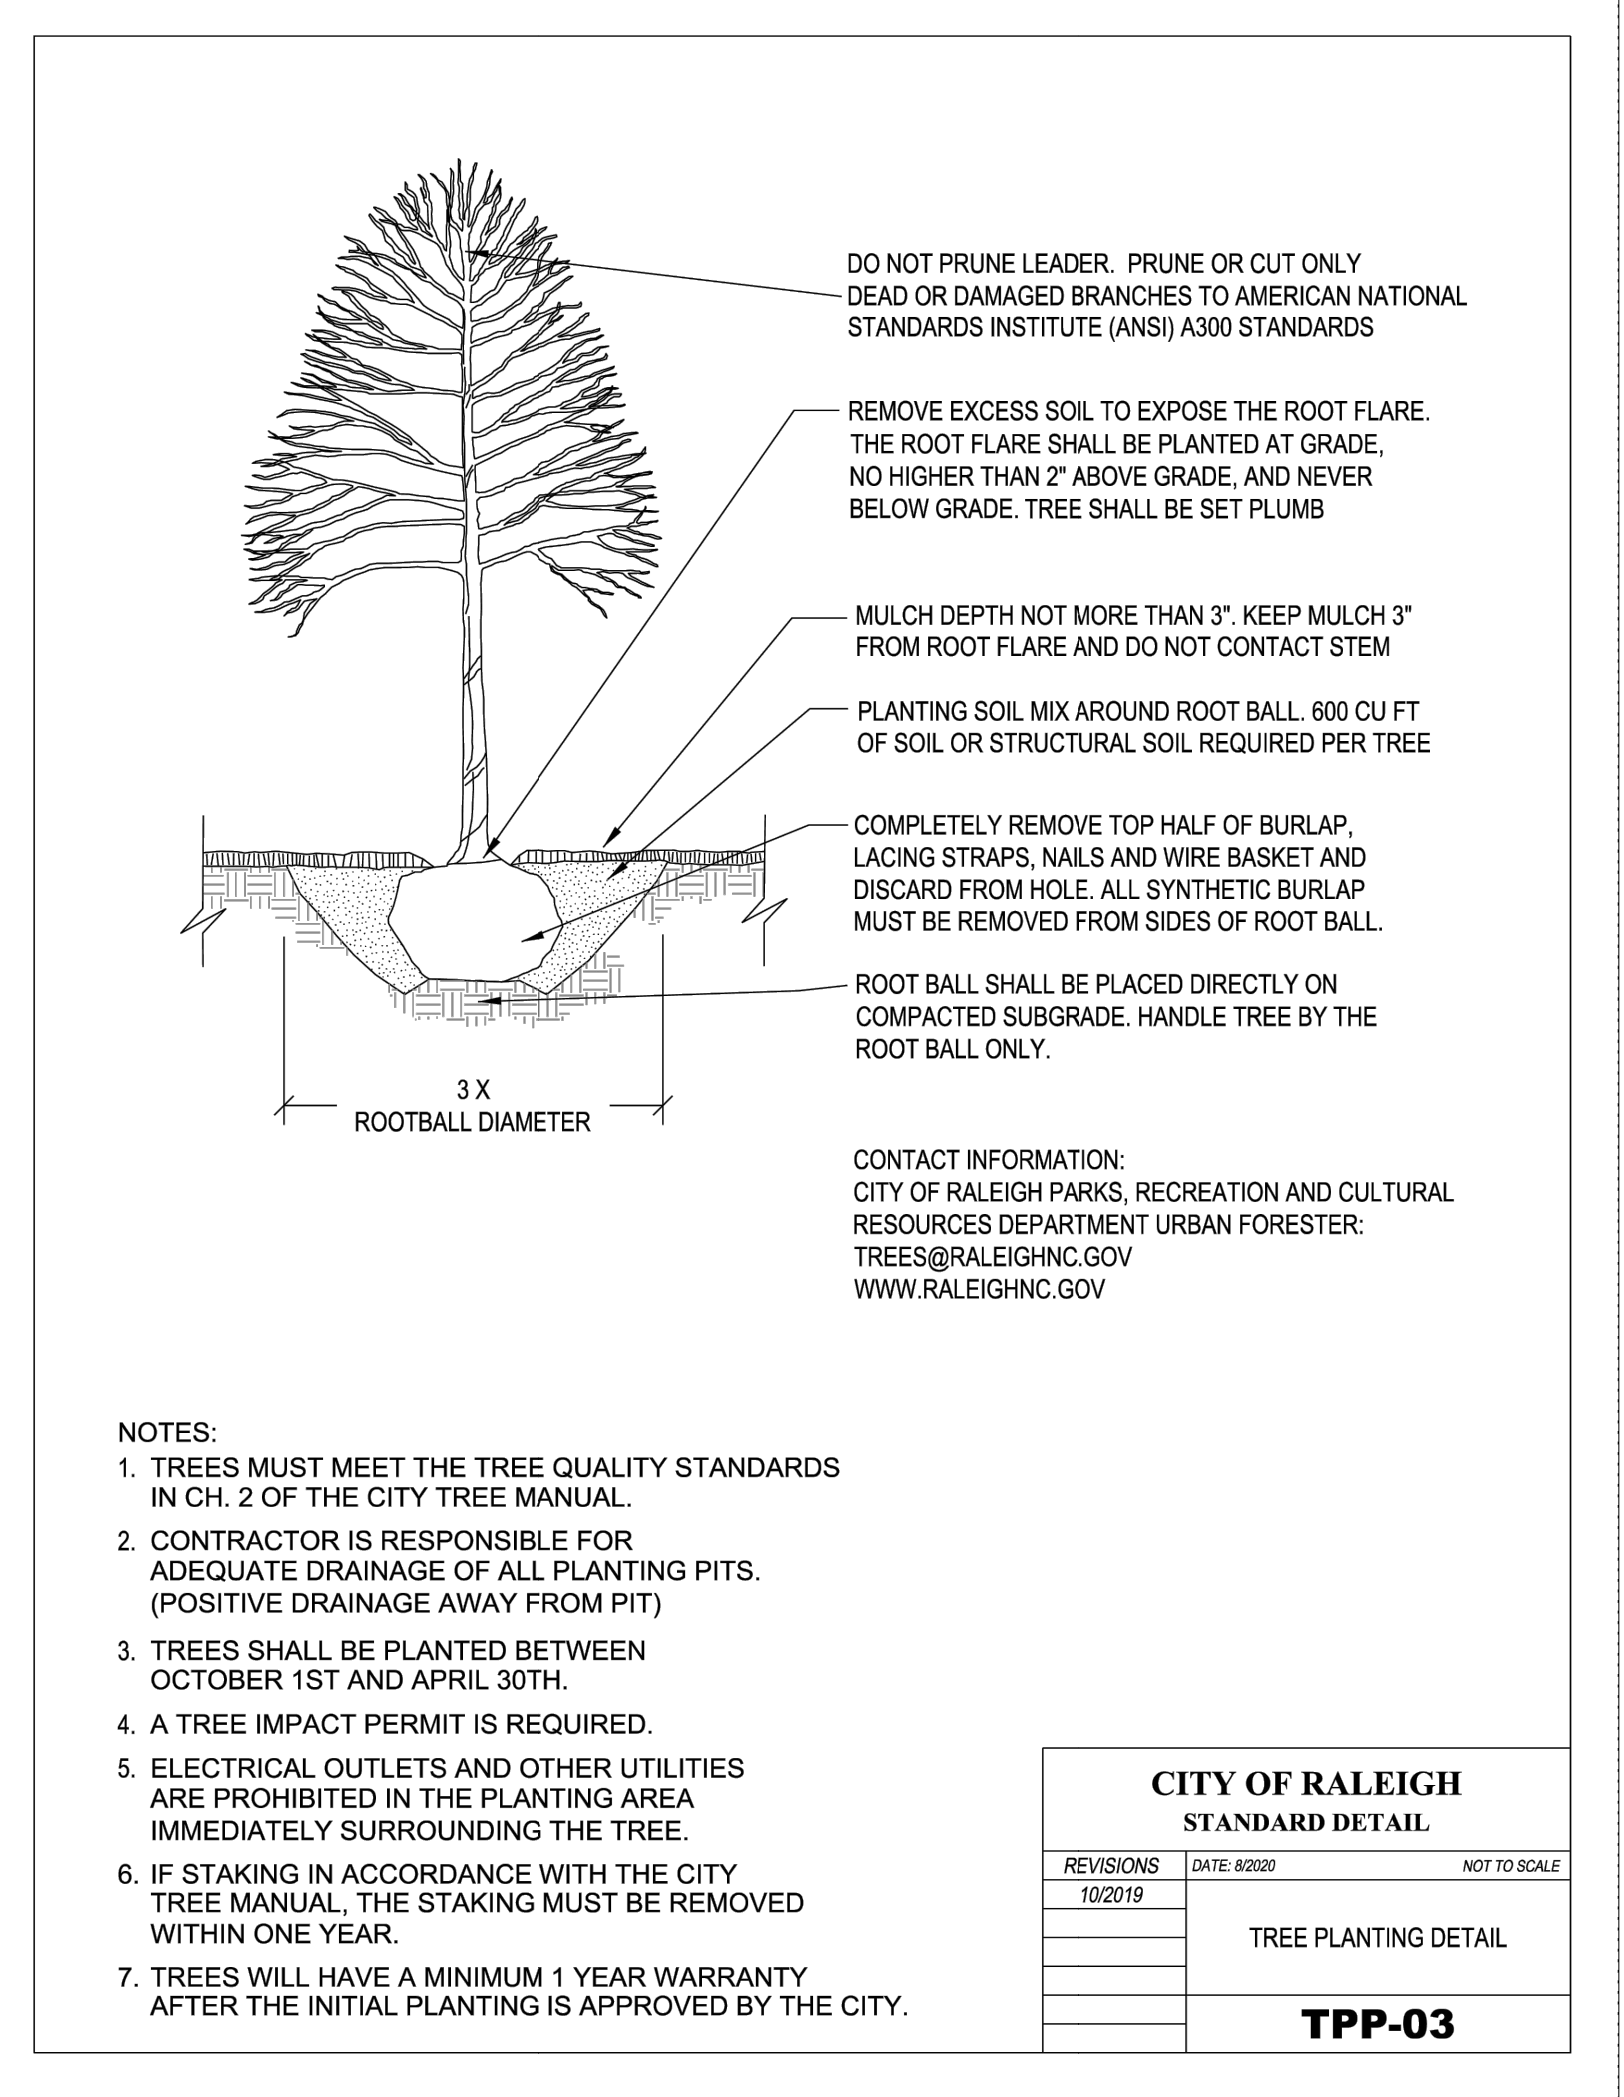 DO NOT PRUNE LEADER. PRUNE OR CUT ONLY
DEAD OR DAMAGED BRANCHES TO AMERICAN NATIONAL
STANDARDS INSTITUTE (ANSI) A300 STANDARDS
REMOVE EXCESS SOIL TO EXPOSE THE ROOT FLARE.
THE ROOT FLARE SHALL BE PLANTED AT GRADE,
NO HIGHER THAN 2" ABOVE GRADE, AND NEVER
BELOW GRADE. TREE SHALL BE SET PLUMB
MULCH DEPTH NOT MORE THAN 3". KEEP MULCH 3"
FROM ROOT FLARE AND DO NOT CONTACT STEM
PLANTING SOIL MIX AROUND ROOT BALL. 600 CU FT
OF SOIL OR STRUCTURAL SOIL REQUIRED PER TREE
COMPLETELY REMOVE TOP HALF OF BURLAP,
LACING STRAPS, NAILS AND WIRE BASKET AND
DISCARD FROM HOLE. ALL SYNTHETIC BURLAP
MUST BE REMOVED FROM SIDES OF ROOT BALL.
ROOT BALL SHALL BE PLACED DIRECTLY ON
COMPACTED SUBGRADE. HANDLE TREE BY THE
ROOT BALL ONLY.
3 X
ROOTBALL DIAMETER
CONTACT INFORMATION:
CITY OF RALEIGH PARKS, RECREATION AND CULTURAL
RESOURCES DEPARTMENT URBAN FORESTER:
TREES@RALEIGHNC.GOV
WWW.RALEIGHNC.GOV
NOTES:
1. TREES MUST MEET THE TREE QUALITY STANDARDS
IN CH. 2 OF THE CITY TREE MANUAL.
2. CONTRACTOR IS RESPONSIBLE FOR
ADEQUATE DRAINAGE OF ALL PLANTING PITS.
(POSITIVE DRAINAGE AWAY FROM PIT)
3. TREES SHALL BE PLANTED BETWEEN
OCTOBER 1ST AND APRIL 30TH.
4. A TREE IMPACT PERMIT IS REQUIRED.
5. ELECTRICAL OUTLETS AND OTHER UTILITIES
ARE PROHIBITED IN THE PLANTING AREA
IMMEDIATELY SURROUNDING THE TREE.
6. IF STAKING IN ACCORDANCE WITH THE CITY
TREE MANUAL, THE STAKING MUST BE REMOVED
WITHIN ONE YEAR.
7. TREES WILL HAVE A MINIMUM 1 YEAR WARRANTY
AFTER THE INITIAL PLANTING IS APPROVED BY THE CITY.
CITY OF RALEIGH
STANDARD DETAIL
REVISIONS
DATE: 8/2020
NOT TO SCALE
10/2019
TREE PLANTING DETAIL
TPP-03